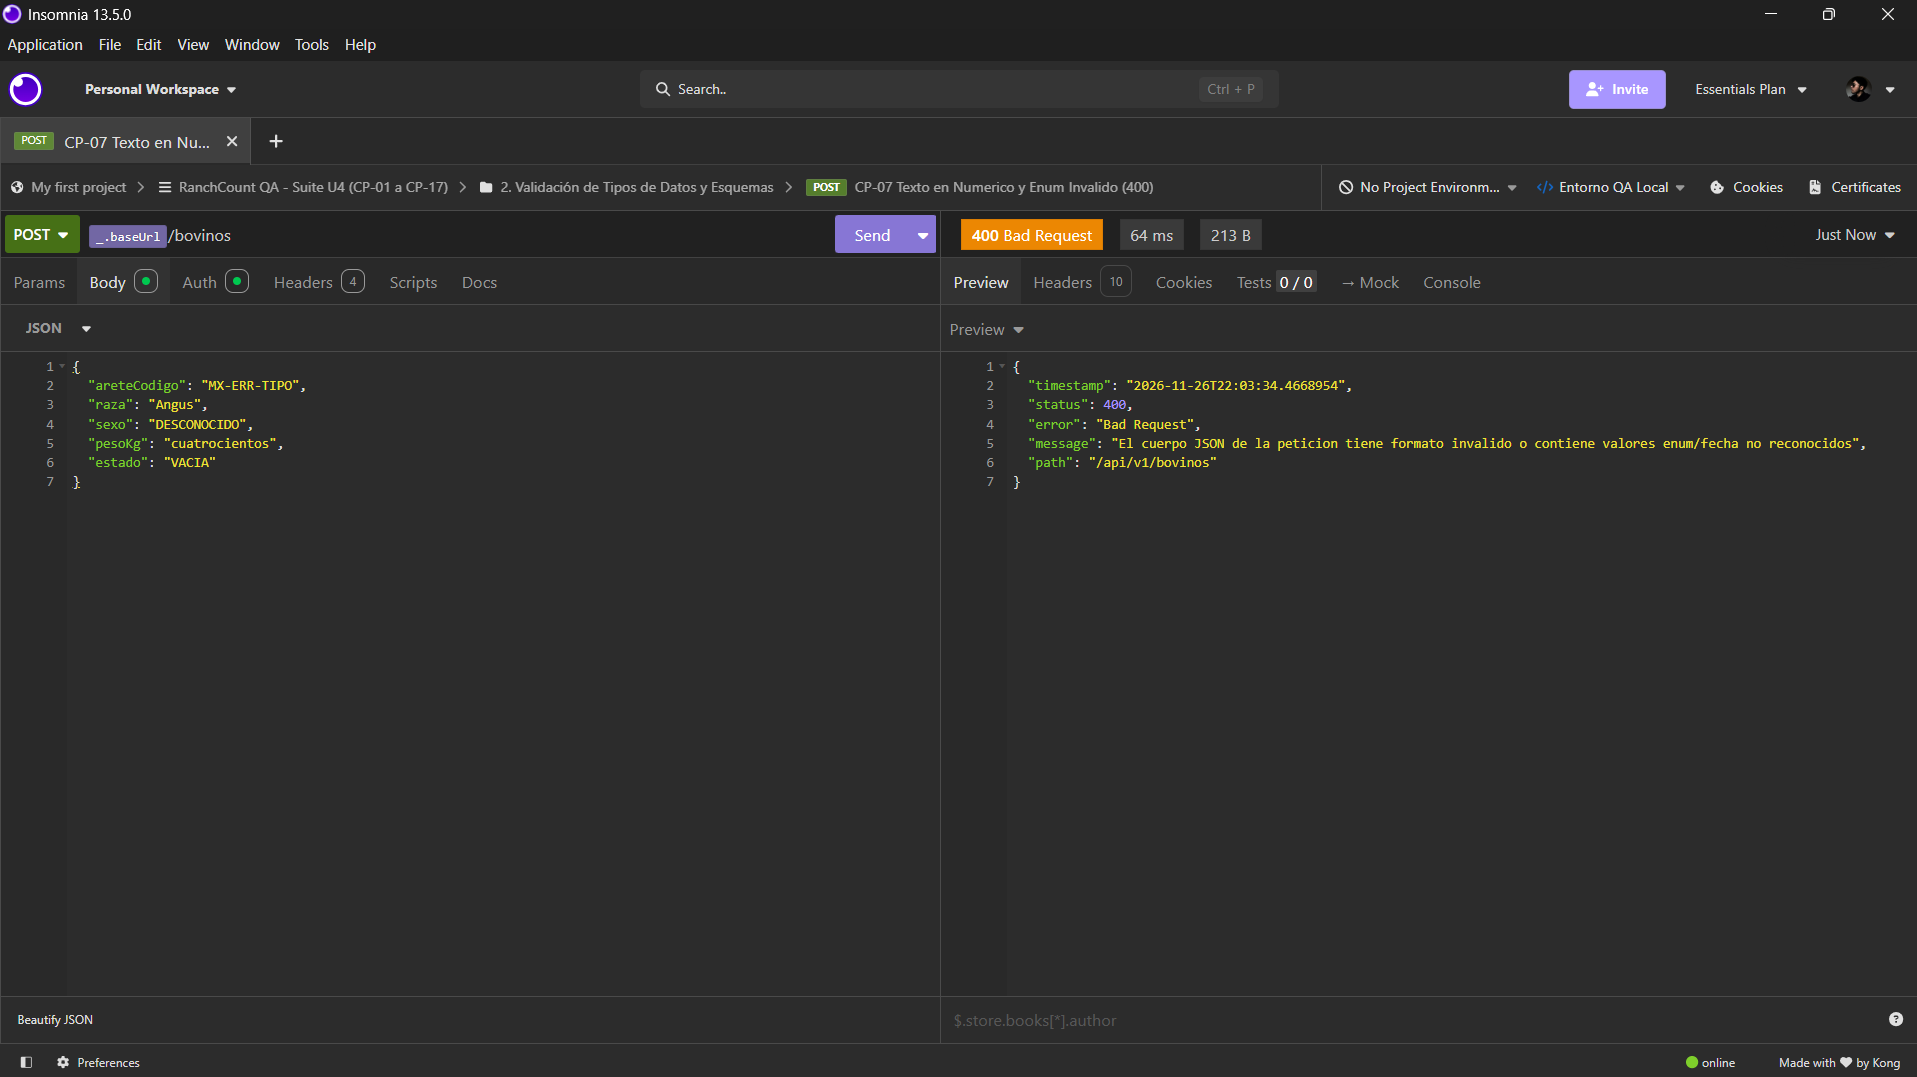 Insomnia 13.5.0
Application File Edit View Window Tools Help
Personal Workspace
Search..
Ctrl + P
Invite
Essentials Plan
POST CP-07 Texto en Nu...
My first project
RanchCount QA - Suite U4 (CP-01 a CP-17)
2. Validación de Tipos de Datos y Esquemas
POST CP-07 Texto en Numerico y Enum Invalido (400)
No Project Environm...
Entorno QA Local
Cookies
Certificates
POST
_.baseUrl/bovinos
Send
400 Bad Request
64 ms
213 B
Just Now
Params Body Auth Headers 4 Scripts Docs
Preview Headers 10 Cookies Tests 0 / 0 → Mock Console
JSON
Preview
1 {
2 "areteCodigo": "MX-ERR-TIPO",
3 "raza": "Angus",
4 "sexo": "DESCONOCIDO",
5 "pesoKg": "cuatrocientos",
6 "estado": "VACIA"
7 }
1 {
2 "timestamp": "2026-11-26T22:03:34.4668954",
3 "status": 400,
4 "error": "Bad Request",
5 "message": "El cuerpo JSON de la peticion tiene formato invalido o contiene valores enum/fecha no reconocidos",
6 "path": "/api/v1/bovinos"
7 }
Beautify JSON
$.store.books[*].author
Preferences
online
Made with ♥ by Kong